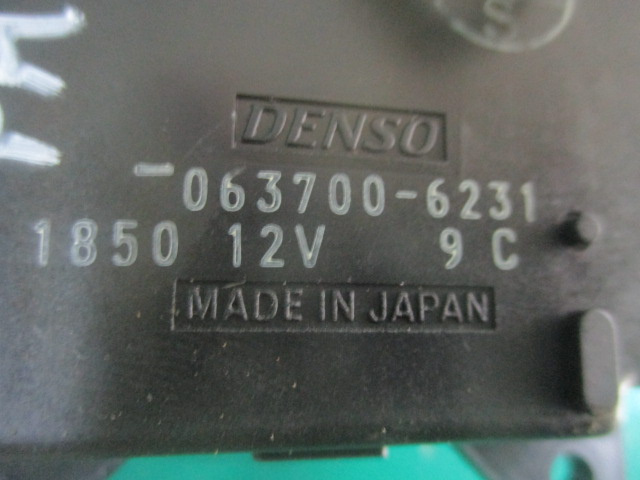 DENSO
063700-6231
1850 12V 9C
MADE IN JAPAN